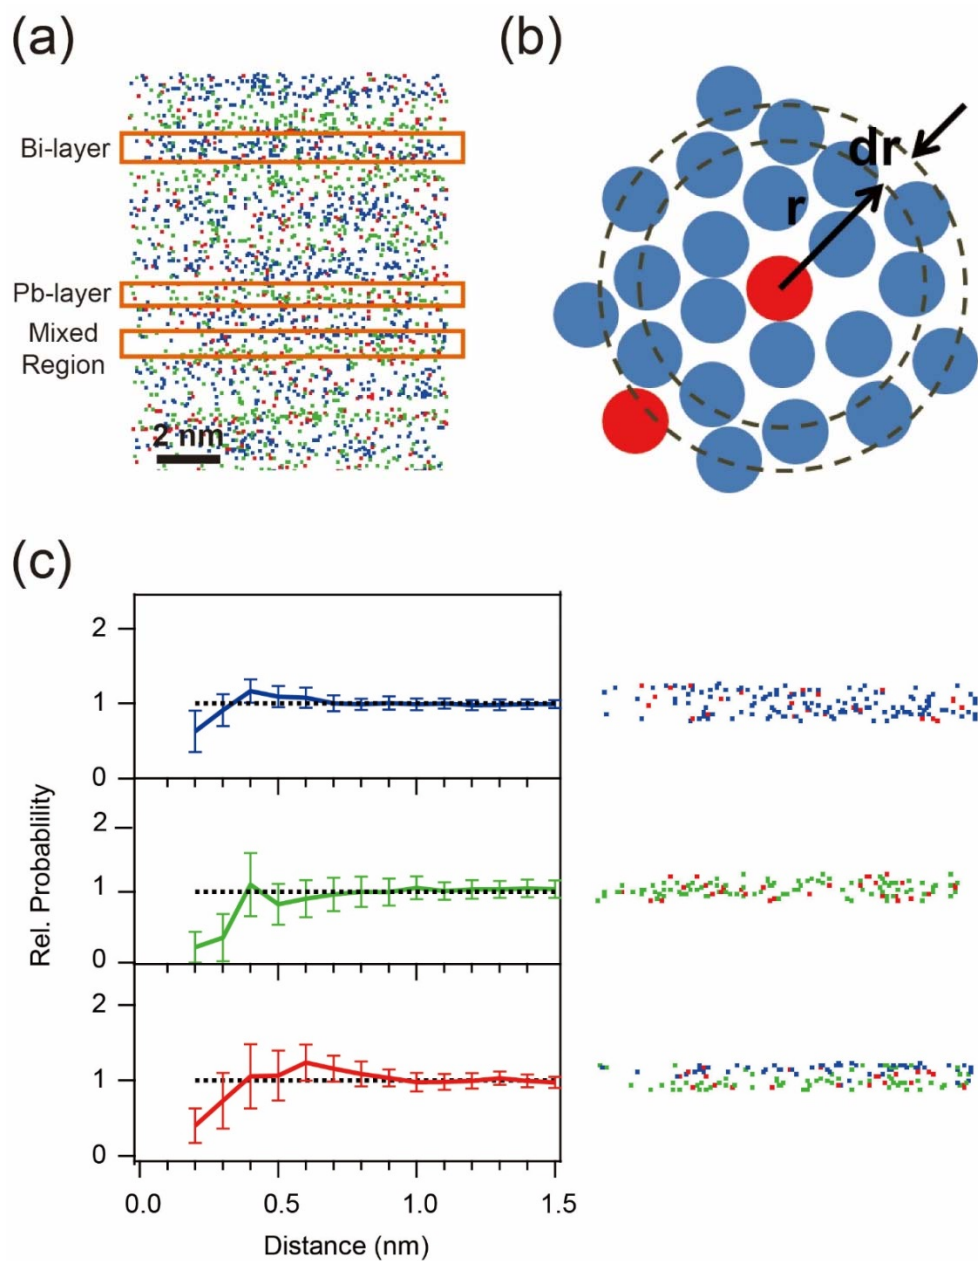 (a)
Bi-layer
Pb-layer
Mixed
Region
2 nm
(b)
dr
r
(c)
Rel. Probablility
2
1
0
2
1
0
2
1
0
0.0 0.5 1.0 1.5
Distance (nm)